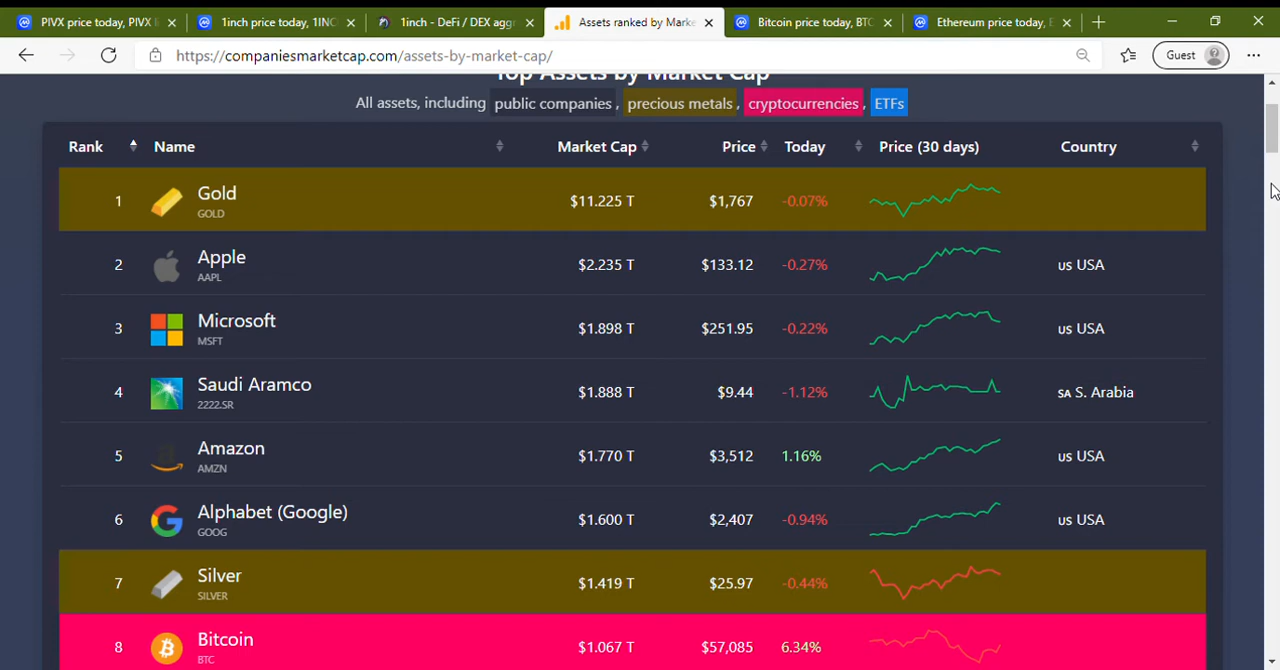 PIVX price today, PIVX li
1inch price today, 1INC
1inch - DeFi / DEX aggr
Assets ranked by Marke
Bitcoin price today, BTC
Ethereum price today, E
https://companiesmarketcap.com/assets-by-market-cap/
Guest
Top Assets by Market Cap
All assets, including public companies , precious metals , cryptocurrencies , ETFs
Rank Name Market Cap Price Today Price (30 days) Country
1 Gold $11.225 T $1,767 -0.07%
GOLD
2 Apple $2.235 T $133.12 -0.27% us USA
AAPL
3 Microsoft $1.898 T $251.95 -0.22% us USA
MSFT
4 Saudi Aramco $1.888 T $9.44 -1.12% SA S. Arabia
2222.SR
5 Amazon $1.770 T $3,512 1.16% us USA
AMZN
6 Alphabet (Google) $1.600 T $2,407 -0.94% us USA
GOOG
7 Silver $1.419 T $25.97 -0.44%
SILVER
8 Bitcoin $1.067 T $57,085 6.34%
BTC